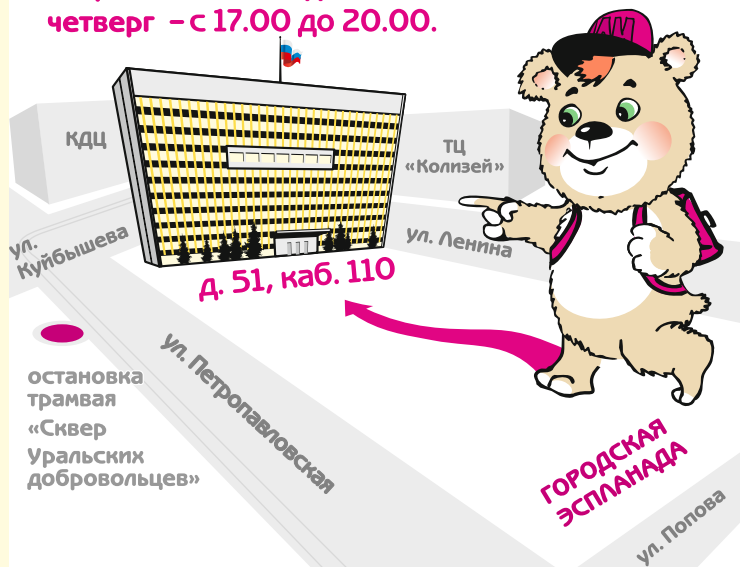 четверг – с 17.00 до 20.00.
КДЦ
ТЦ
«Колизей»
ул.
Куйбышева
ул. Ленина
д. 51, каб. 110
ул. Петропавловская
остановка
трамвая
«Сквер
Уральских
добровольцев»
ГОРОДСКАЯ
ЭСПЛАНАДА
ул. Попова